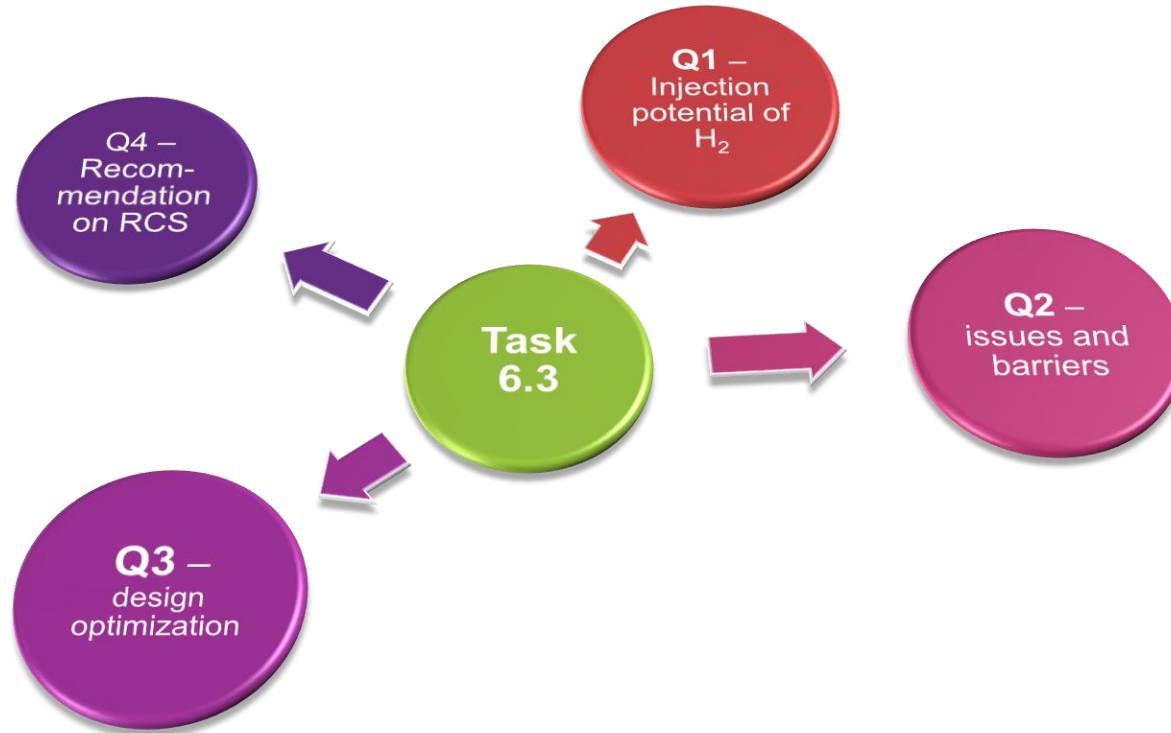 Q1 –
Injection
potential of
H₂
Q4 –
Recom-
mendation
on RCS
Q2 –
issues and
barriers
Task
6.3
Q3 –
design
optimization